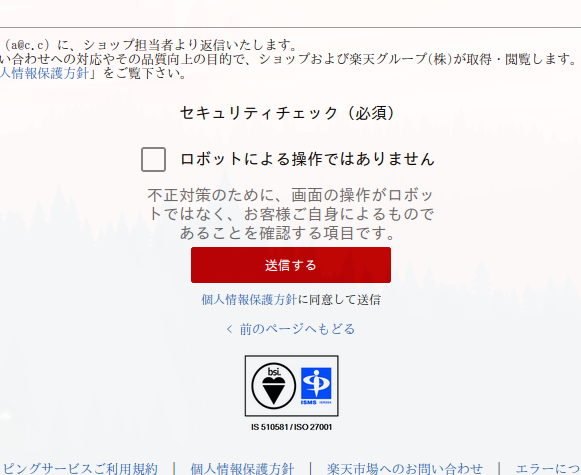 (a@c.c) に、ショップ担当者より返信いたします。
い合わせへの対応やその品質向上の目的で、ショップおよび楽天グループ(株)が取得・閲覧します。
人情報保護方針」をご覧下さい。
セキュリティチェック（必須）
ロボットによる操作ではありません
不正対策のために、画面の操作がロボッ
トではなく、お客様ご自身によるもので
あることを確認する項目です。
送信する
個人情報保護方針に同意して送信
< 前のページへもどる
bsi.
ISMS
IS 510581 / ISO 27001
ピングサービスご利用規約 | 個人情報保護方針 | 楽天市場へのお問い合わせ | エラーにつ